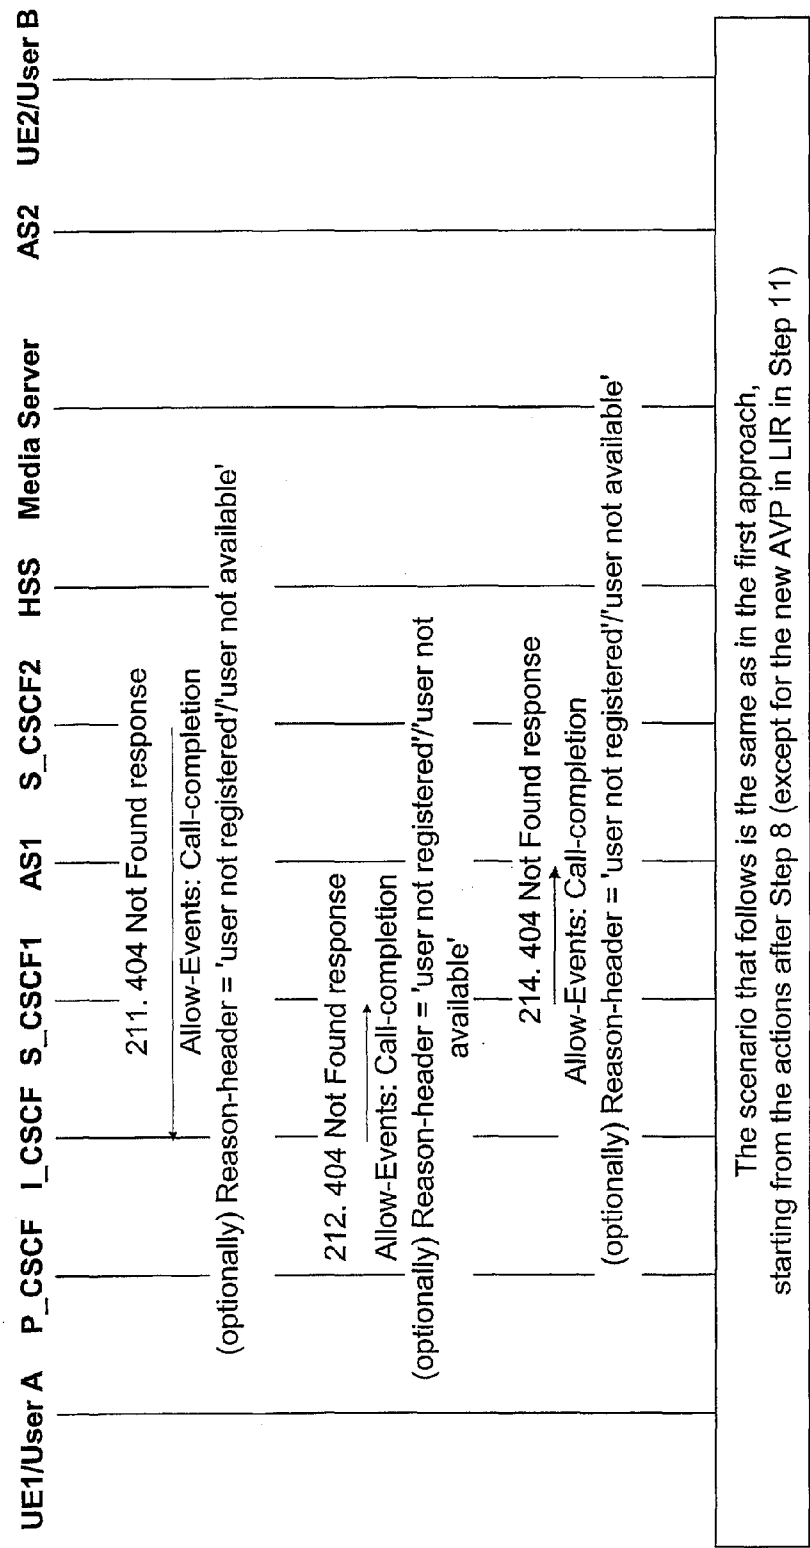 UE1/User A P_CSCF I_CSCF S_CSCF1 AS1 S_CSCF2 HSS Media Server AS2 UE2/User B
211. 404 Not Found response
Allow-Events: Call-completion
(optionally) Reason-header = 'user not registered'/'user not available'
212. 404 Not Found response
Allow-Events: Call-completion
(optionally) Reason-header = 'user not registered'/'user not
available'
214. 404 Not Found response
Allow-Events: Call-completion
(optionally) Reason-header = 'user not registered'/'user not available'
The scenario that follows is the same as in the first approach,
starting from the actions after Step 8 (except for the new AVP in LIR in Step 11)